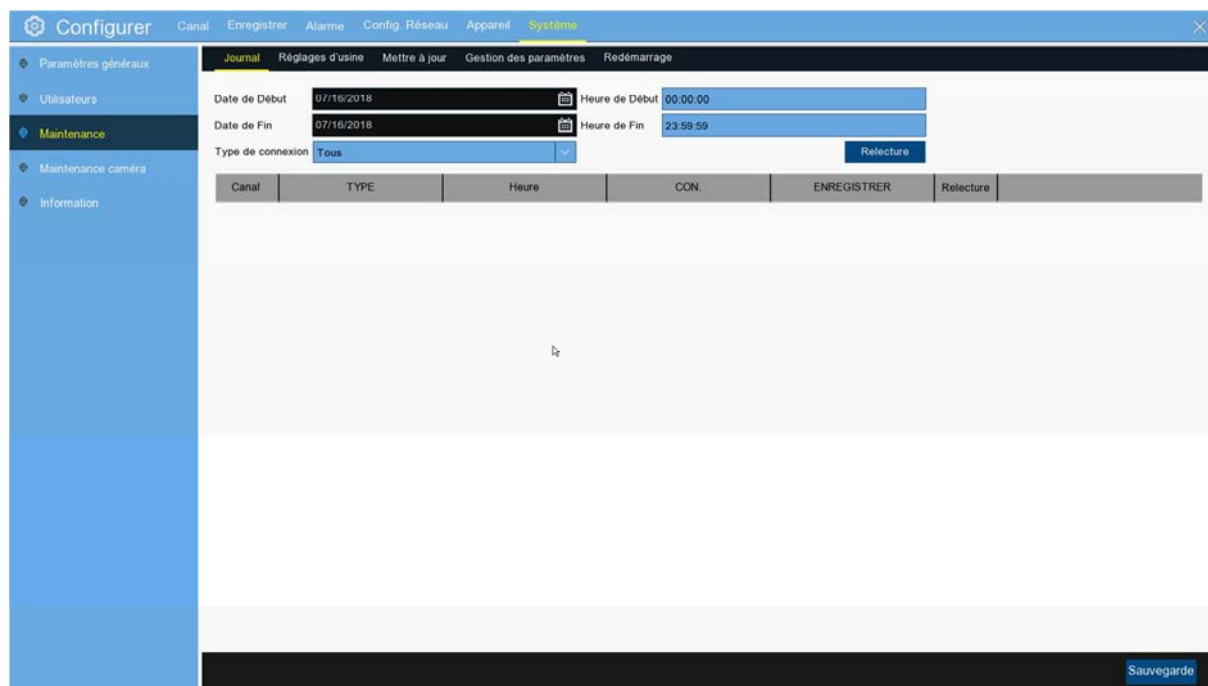 Configurer Canal Enregistrer Alarme Config. Réseau Appareil Système
Paramètres généraux
Utilisateurs
Maintenance
Maintenance caméra
Information
Journal Réglages d'usine Mettre à jour Gestion des paramètres Redémarrage
Date de Début 07/16/2018 Heure de Début 00:00:00
Date de Fin 07/16/2018 Heure de Fin 23:59:59
Type de connexion Tous Relecture
Canal TYPE Heure CON. ENREGISTRER Relecture
Sauvegarde